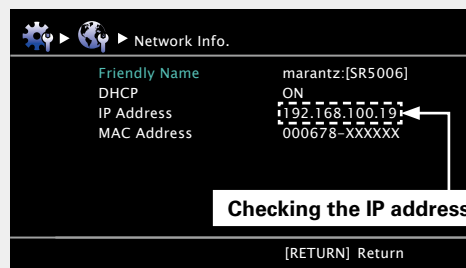 Network Info.
Friendly Name marantz:[SR5006]
DHCP ON
IP Address 192.168.100.19
MAC Address 000678-XXXXXX
Checking the IP address
[RETURN] Return